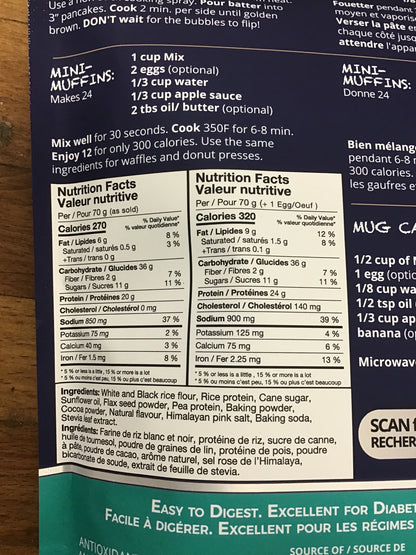 3" pancakes. Cook 2 min. per side until golden
brown. DON'T wait for the bubbles to flip!
Fouetter pendant
moyen et vaporis
Verser la pâte e
chaque côté jusq
attendre l'appar
MINI-
MUFFINS:
Makes 24
1 cup Mix
2 eggs (optional)
1/3 cup water
1/3 cup apple sauce
2 tbs oil/ butter (optional)
MINI-
MUFFINS:
Donne 24
Mix well for 30 seconds. Cook 350F for 6-8 min.
Enjoy 12 for only 300 calories. Use the same
ingredients for waffles and donut presses.
Bien mélang
pendant 6-8 m
300 calories.
les gaufres e
Nutrition Facts
Valeur nutritive
Per / Pour 70 g (as sold)
Calories 270
% Daily Value*
% valeur quotidienne*
Fat / Lipides 6 g 8 %
Saturated / saturés 0.5 g 3 %
+Trans / trans 0 g
Carbohydrate / Glucides 36 g
Fiber / Fibres 2 g 7 %
Sugars / Sucres 11 g 11 %
Protein / Protéines 20 g
Cholesterol / Cholestérol 0 mg
Sodium 850 mg 37 %
Potassium 75 mg 2 %
Calcium 40 mg 3 %
Iron / Fer 1.5 mg 8 %
* 5 % or less is a little , 15 % or more is a lot
* 5 % ou moins c'est peu, 15 % ou plus c'est beaucoup
Nutrition Facts
Valeur nutritive
Per / Pour 70 g (+ 1 Egg/Oeuf )
Calories 320
% Daily Value*
% valeur quotidienne*
Fat / Lipides 9 g 12 %
Saturated / saturés 1.5 g 8 %
+Trans / trans 0.1 g
Carbohydrate / Glucides 36 g
Fiber / Fibres 2 g 7 %
Sugars / Sucres 11 g 11 %
Protein / Protéines 24 g
Cholesterol / Cholestérol 140 mg
Sodium 900 mg 39 %
Potassium 125 mg 4 %
Calcium 75 mg 6 %
Iron / Fer 2.25 mg 13 %
* 5 % or less is a little , 15 % or more is a lot
* 5 % ou moins c'est peu, 15 % ou plus c'est beaucoup
MUG CA
1/2 cup of M
1 egg (optio
1/8 cup wa
1/2 tsp oil
1/3 cup ap
banana (op
Microwave
Ingredients: White and Black rice flour, Rice protein, Cane sugar,
Sunflower oil, Flax seed powder, Pea protein, Baking powder,
Cocoa powder, Natural flavour, Himalayan pink salt, Baking soda,
Stevia leaf extract.
Ingrédients: Farine de riz blanc et noir, protéine de riz, sucre de canne,
huile de tournesol, poudre de graines de lin, protéine de pois, poudre
à pâte, poudre de cacao, arôme naturel, sel rose de l'Himalaya,
bicarbonate de soude, extrait de feuille de stevia.
SCAN f
RECHER
EASY TO DIGEST. EXCELLENT FOR DIABET
FACILE À DIGÉRER. EXCELLENT POUR LES RÉGIMES
ANTIOXIDAN
SOURCE OF / SOURCE DE